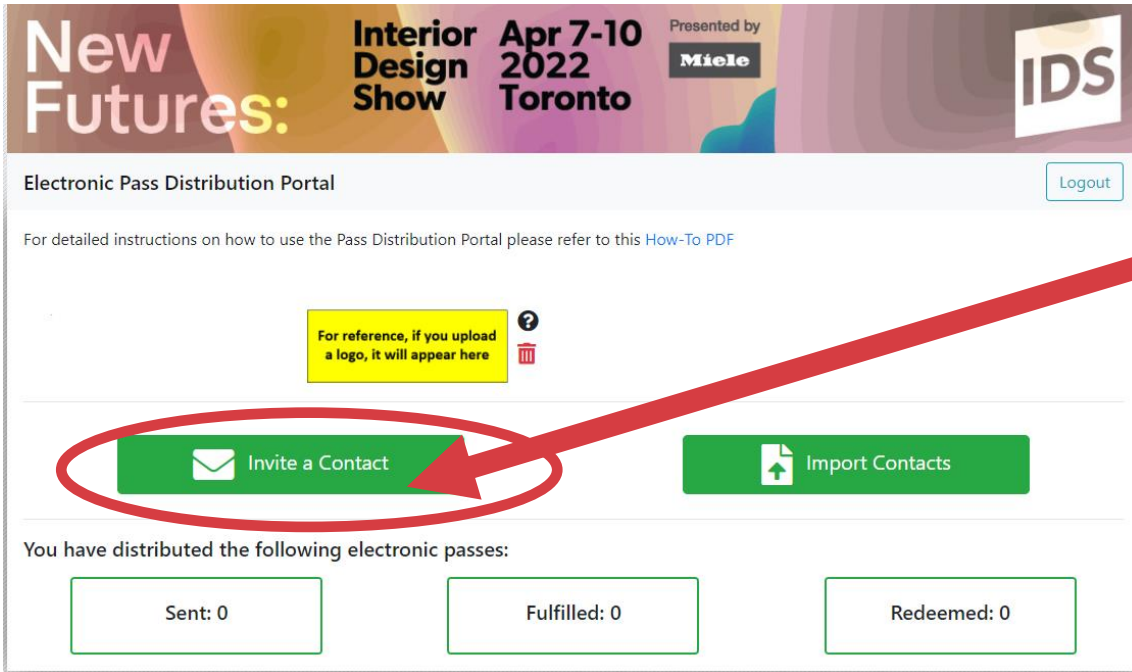 New
Futures:
Interior
Design
Show
Apr 7-10
2022
Toronto
Presented by
Miele
IDS
Electronic Pass Distribution Portal
Logout
For detailed instructions on how to use the Pass Distribution Portal please refer to this How-To PDF
For reference, if you upload
a logo, it will appear here
?
Invite a Contact
Import Contacts
You have distributed the following electronic passes:
Sent: 0
Fulfilled: 0
Redeemed: 0